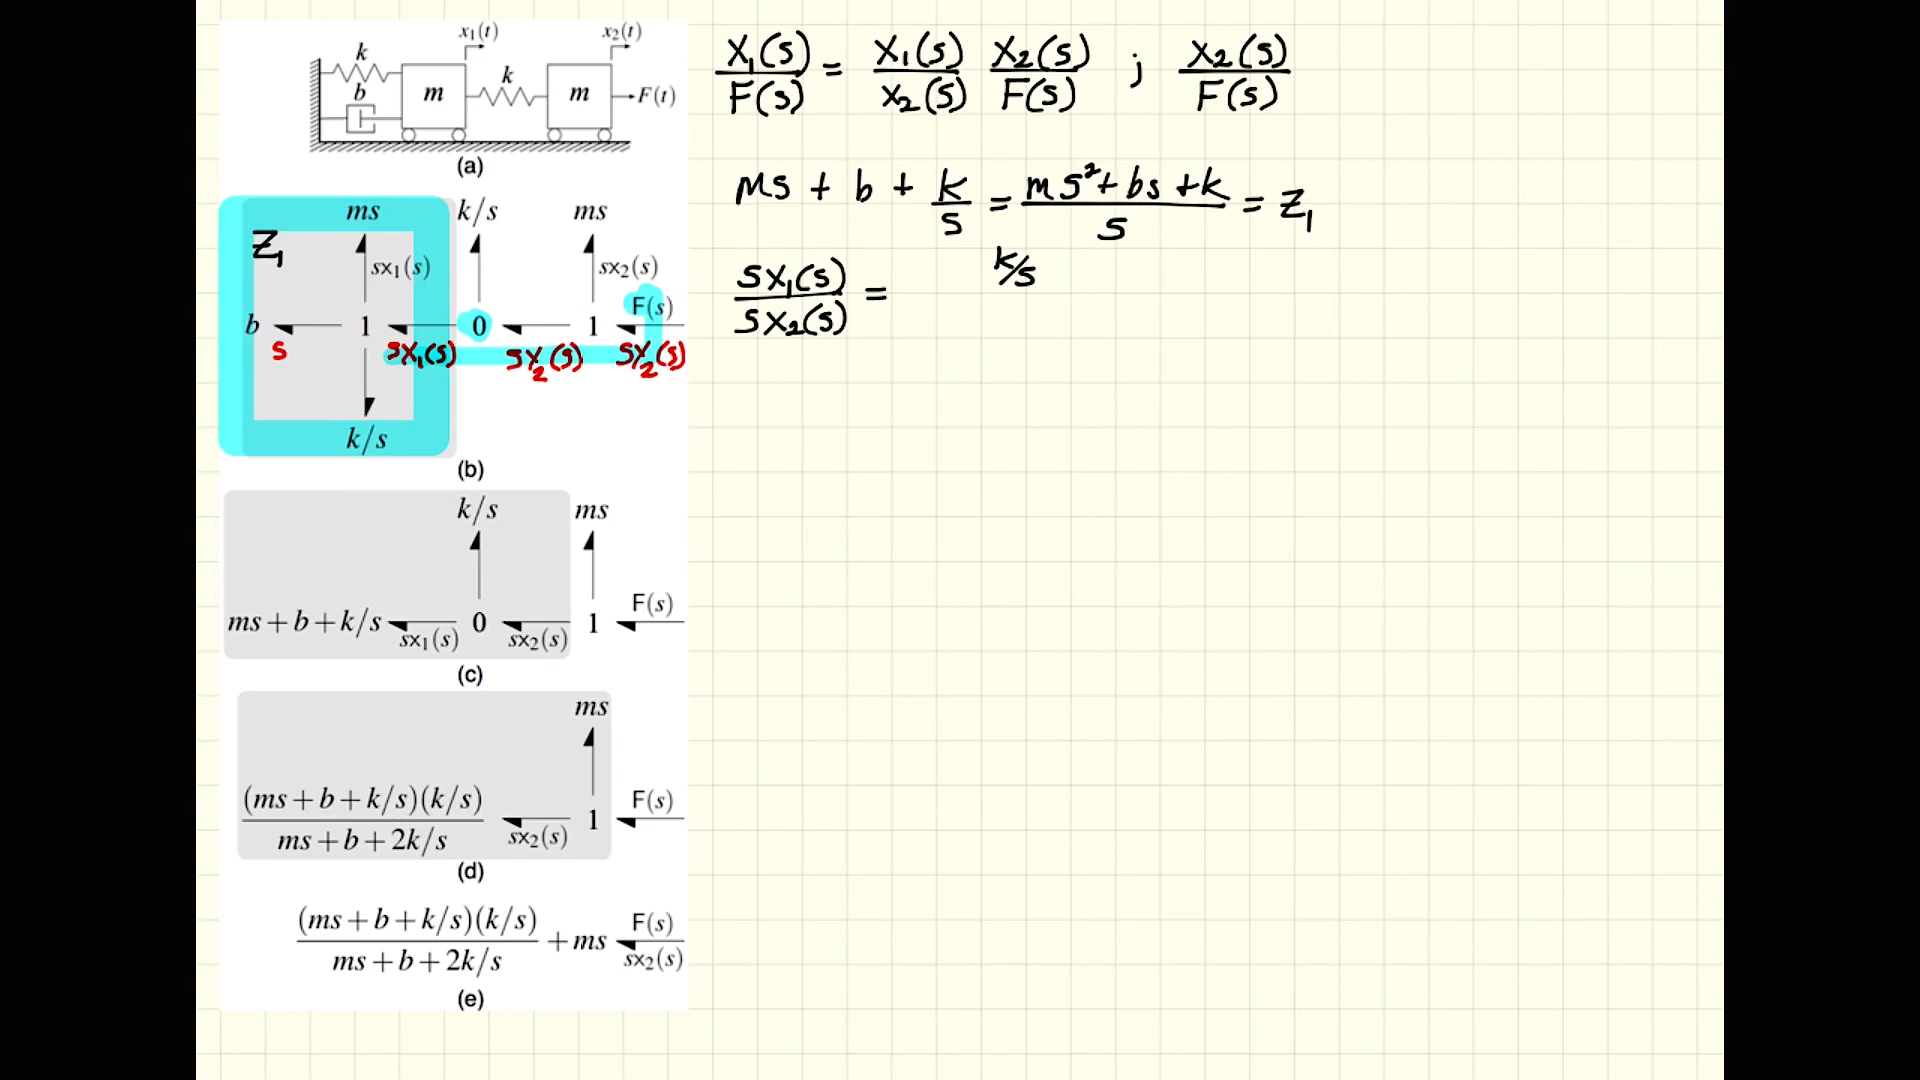 x₁(t) x₂(t)
k
b m k m F(t)
(a)
ms k/s ms
Z₁ sx₁(s) sx₂(s)
F(s)
b 1 0 1
s sX₁(s) sX₂(s) sX₂(s)
k/s
(b)
k/s ms
F(s)
ms + b + k/s 0 1
sx₁(s) sx₂(s)
(c)
ms
(ms + b + k/s)(k/s) / ms + b + 2k/s sx₂(s) 1 F(s)
(d)
(ms + b + k/s)(k/s) / ms + b + 2k/s + ms F(s) sx₂(s)
(e)
X₁(s)/F(s) = X₁(s)/X₂(s) X₂(s)/F(s) ; X₂(s)/F(s)
ms + b + k/s = ms² + bs + k / s = Z₁
sX₁(s)/sX₂(s) = k/s